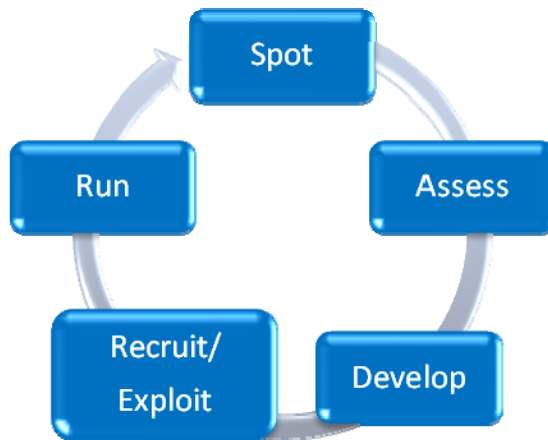 Spot
Assess
Develop
Recruit/
Exploit
Run